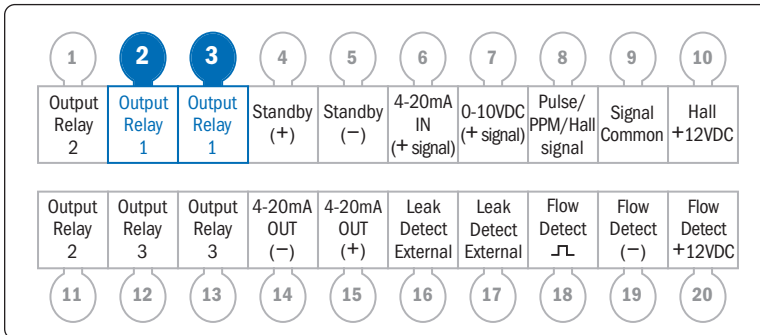 1 2 3 4 5 6 7 8 9 10
Output Relay 2
Output Relay 1
Output Relay 1
Standby (+)
Standby (−)
4-20mA IN (+ signal)
0-10VDC (+ signal)
Pulse/ PPM/Hall signal
Signal Common
Hall +12VDC
Output Relay 2
Output Relay 3
Output Relay 3
4-20mA OUT (−)
4-20mA OUT (+)
Leak Detect External
Leak Detect External
Flow Detect
Flow Detect (−)
Flow Detect +12VDC
11 12 13 14 15 16 17 18 19 20